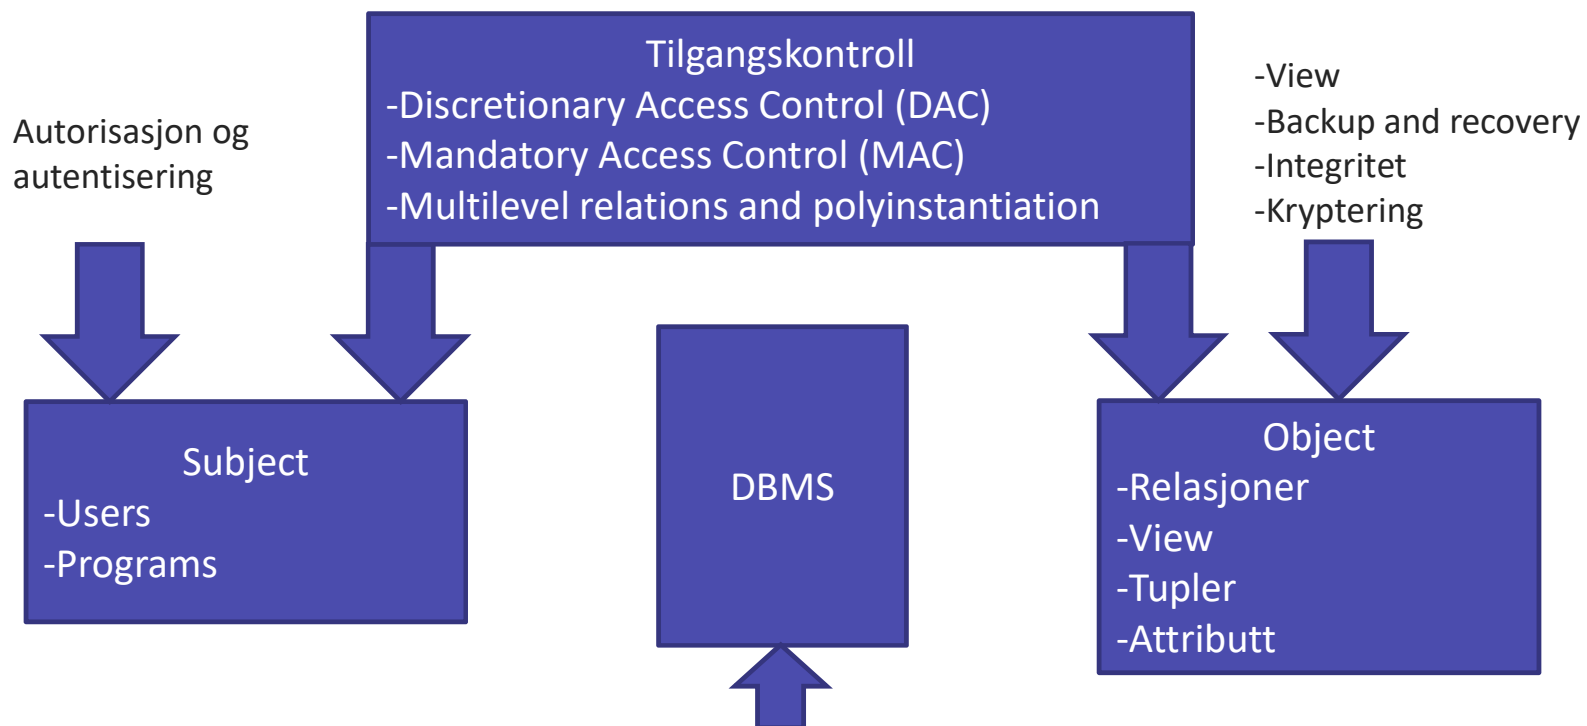 Tilgangskontroll
-Discretionary Access Control (DAC)
-Mandatory Access Control (MAC)
-Multilevel relations and polyinstantiation
Autorisasjon og
autentisering
-View
-Backup and recovery
-Integritet
-Kryptering
Subject
-Users
-Programs
DBMS
Object
-Relasjoner
-View
-Tupler
-Attributt